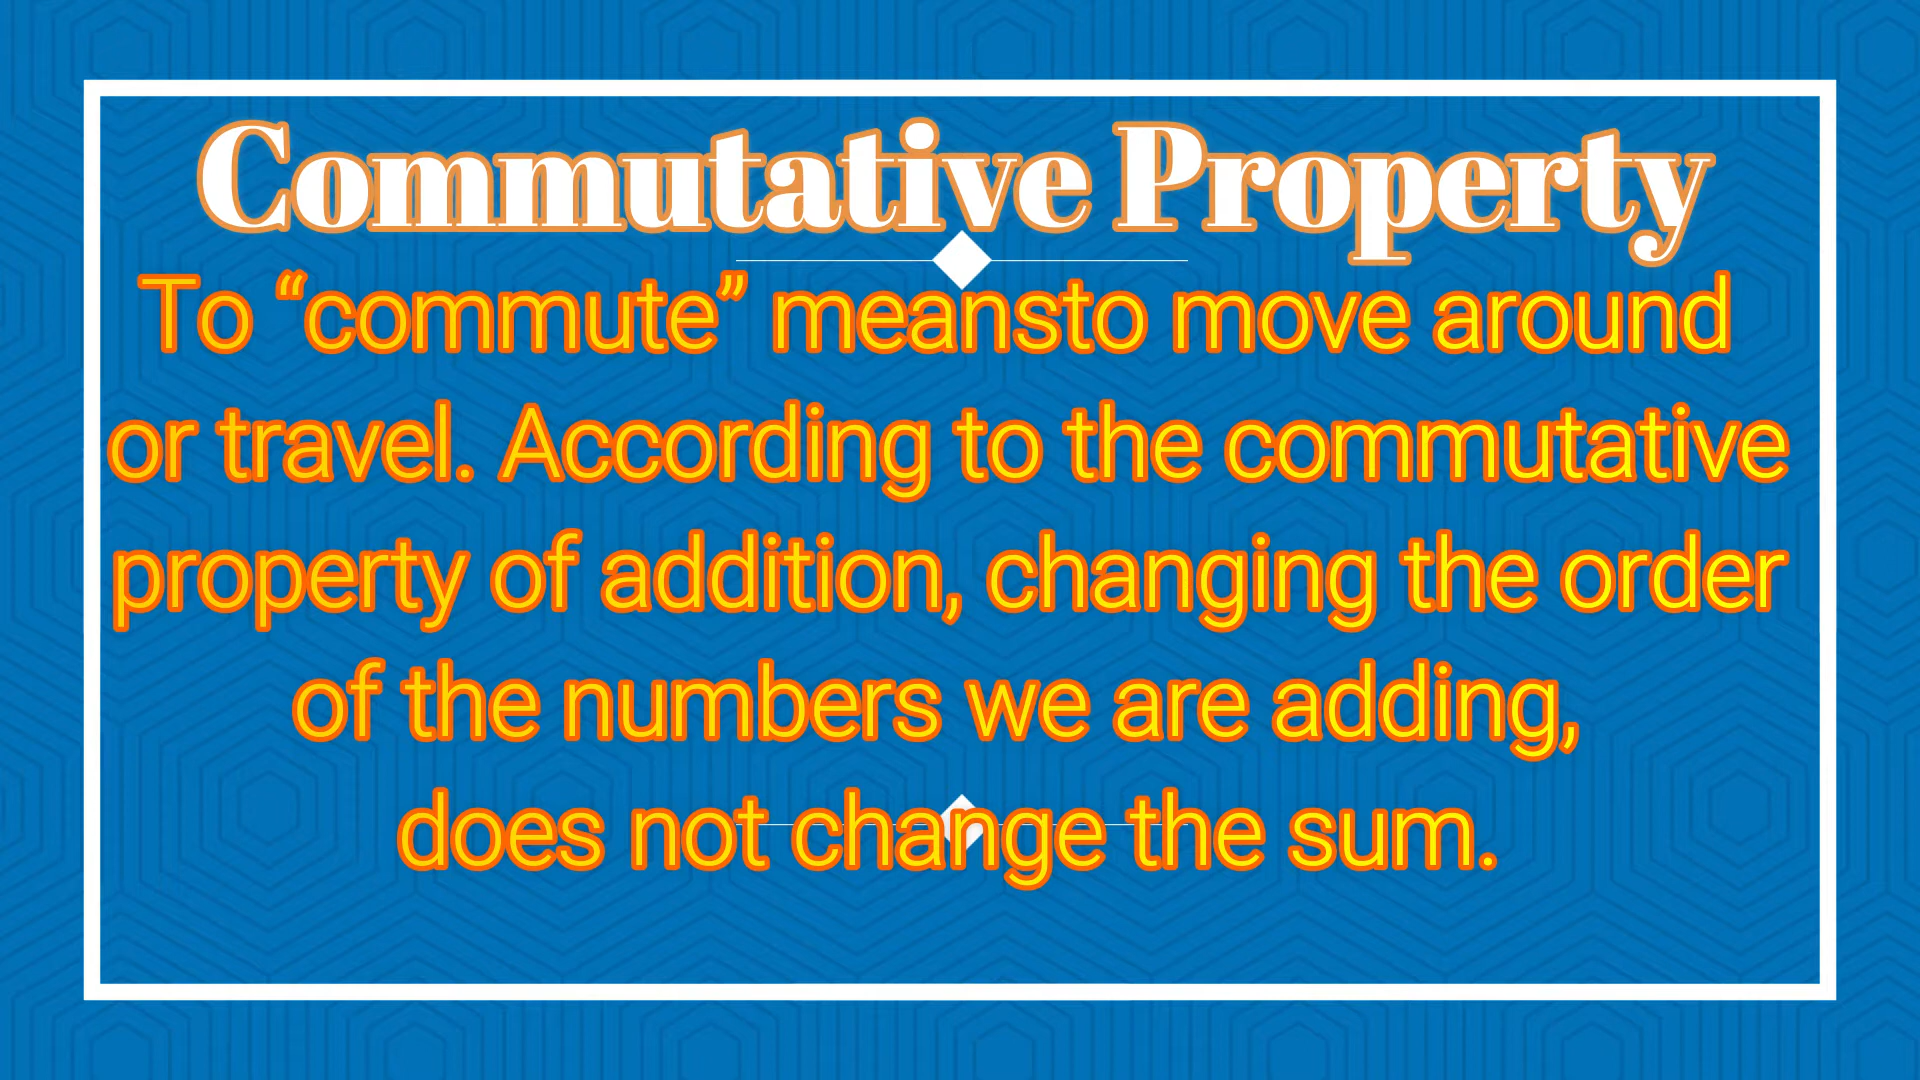 Commutative Property
To “commute” meansto move around
or travel. According to the commutative
property of addition, changing the order
of the numbers we are adding,
does not change the sum.